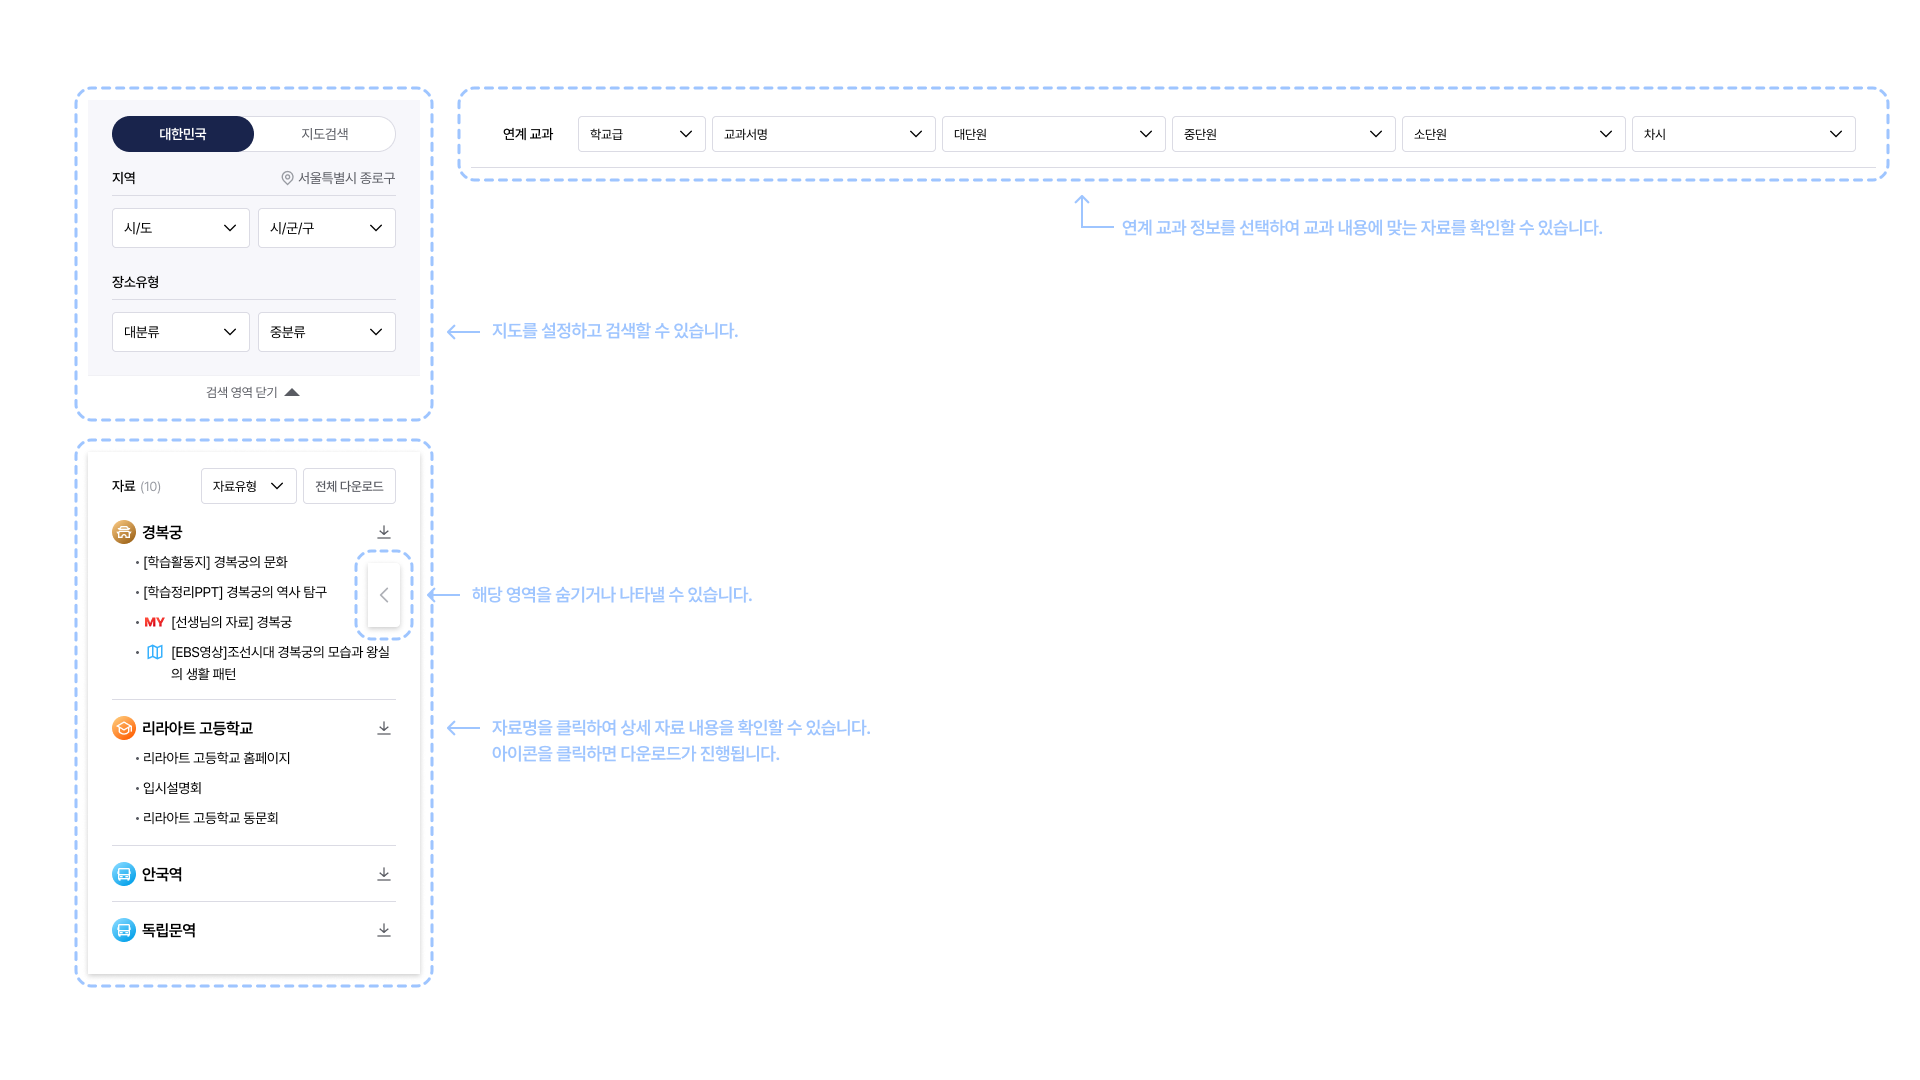 대한민국
지도검색
지역
서울특별시 종로구
시/도
시/군/구
장소유형
대분류
중분류
검색 영역 닫기
연계 교과
학교급
교과서명
대단원
중단원
소단원
차시
연계 교과 정보를 선택하여 교과 내용에 맞는 자료를 확인할 수 있습니다.
지도를 설정하고 검색할 수 있습니다.
자료 (10)
자료유형
전체 다운로드
경복궁
· [학습활동지] 경복궁의 문화
· [학습정리PPT] 경복궁의 역사 탐구
· MY [선생님의 자료] 경복궁
· [EBS영상]조선시대 경복궁의 모습과 왕실
의 생활 패턴
해당 영역을 숨기거나 나타낼 수 있습니다.
리라아트 고등학교
· 리라아트 고등학교 홈페이지
· 입시설명회
· 리라아트 고등학교 동문회
자료명을 클릭하여 상세 자료 내용을 확인할 수 있습니다.
아이콘을 클릭하면 다운로드가 진행됩니다.
안국역
독립문역